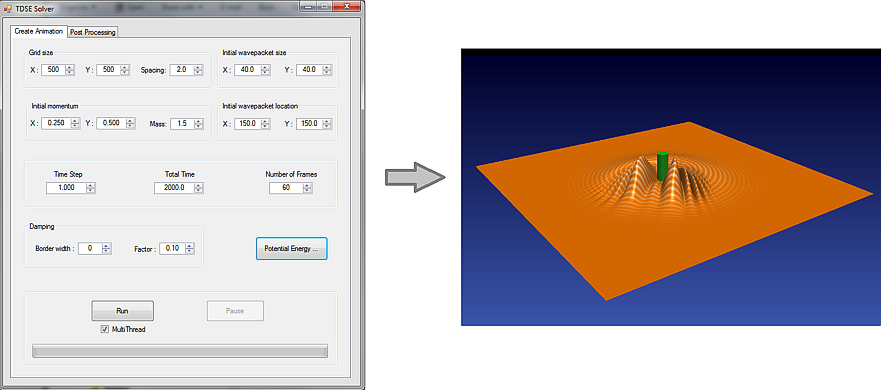 TDSE Solver
Create Animation Post Processing
Grid size
X : 500 Y : 500 Spacing: 2.0
Initial wavepacket size
X : 40.0 Y : 40.0
Initial momentum
X : 0.250 Y : 0.500 Mass: 1.5
Initial wavepacket location
X : 150.0 Y : 150.0
Time Step Total Time Number of Frames
1.000 2000.0 60
Damping
Border width : 0 Factor : 0.10 Potential Energy ...
Run Pause
MultiThread